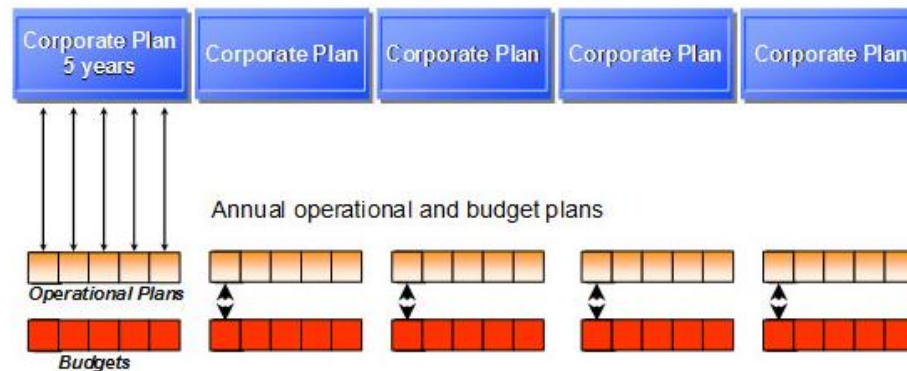 Corporate Plan
5 years
Corporate Plan
Corporate Plan
Corporate Plan
Corporate Plan
Annual operational and budget plans
Operational Plans
Budgets